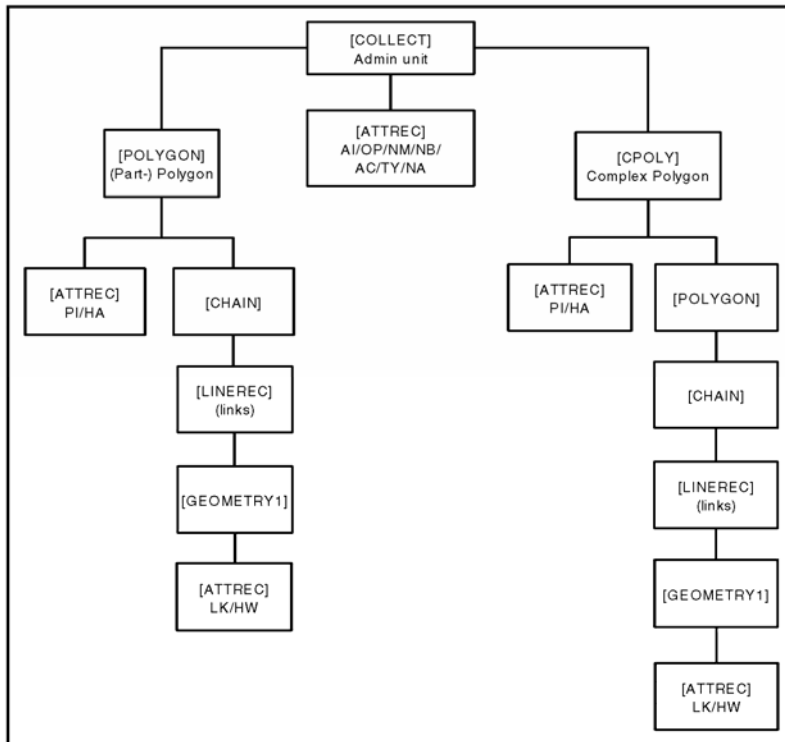 [COLLECT]
Admin unit
[POLYGON]
(Part-) Polygon
[ATTREC]
AI/OP/NM/NB/
AC/TY/NA
[CPOLY]
Complex Polygon
[ATTREC]
PI/HA
[CHAIN]
[ATTREC]
PI/HA
[POLYGON]
[LINEREC]
(links)
[CHAIN]
[GEOMETRY1]
[LINEREC]
(links)
[ATTREC]
LK/HW
[GEOMETRY1]
[ATTREC]
LK/HW